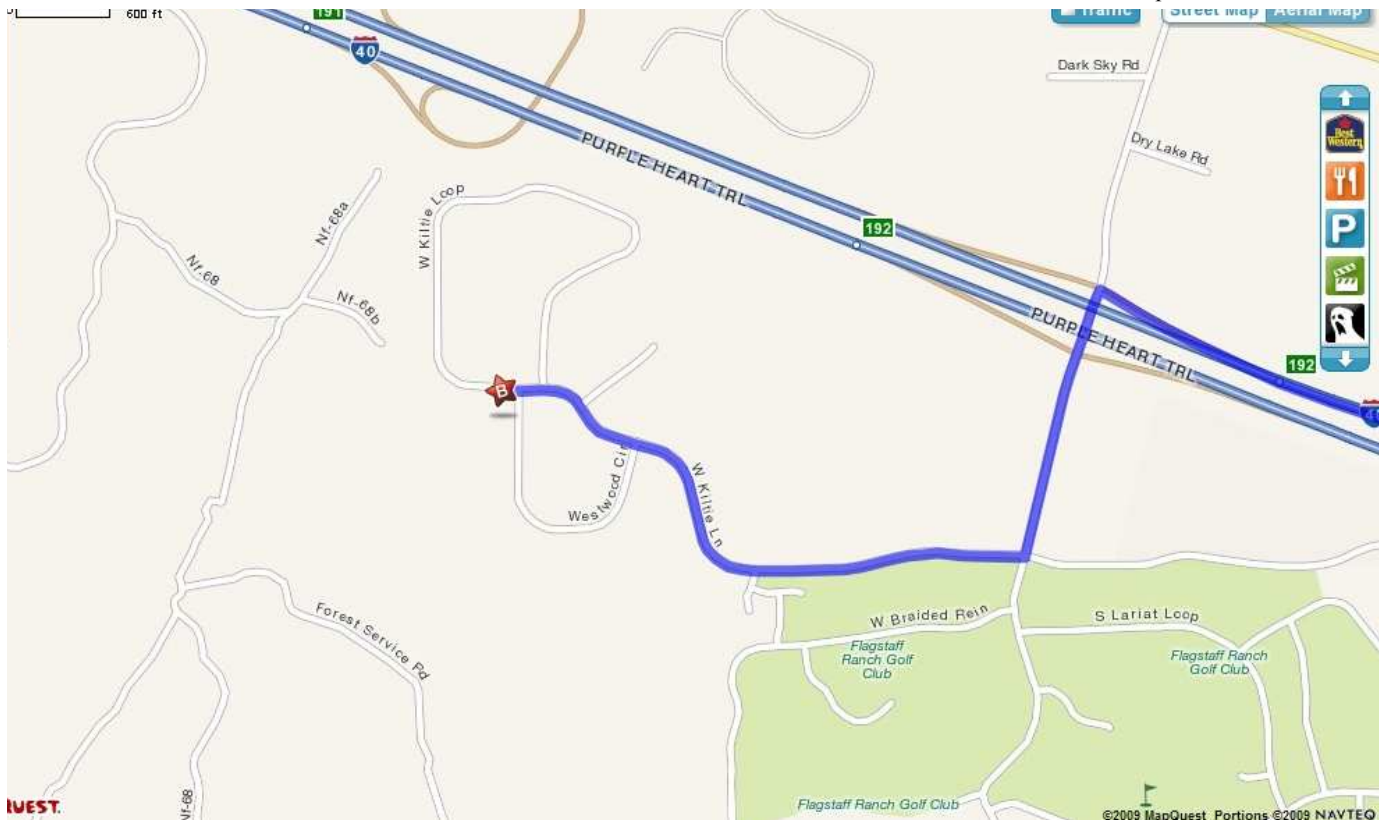 600 ft
191
Traffic
Street Map
Aerial Map
40
Dark Sky Rd
Best
Western
Dry Lake Rd
PURPLE HEART TRL
W Kiltie Loop
Nf-68a
P
192
Nf-68
Nf-68b
PURPLE HEART TRL
192
B
W Kiltie Ln
Westwood Cir
Forest Service Rd
W Braided Rein
S Lariat Loop
Flagstaff
Ranch Golf
Club
Flagstaff Ranch
Golf Club
Nf-68
Flagstaff Ranch Golf Club
QUEST.
©2009 MapQuest Portions ©2009 NAVTEQ